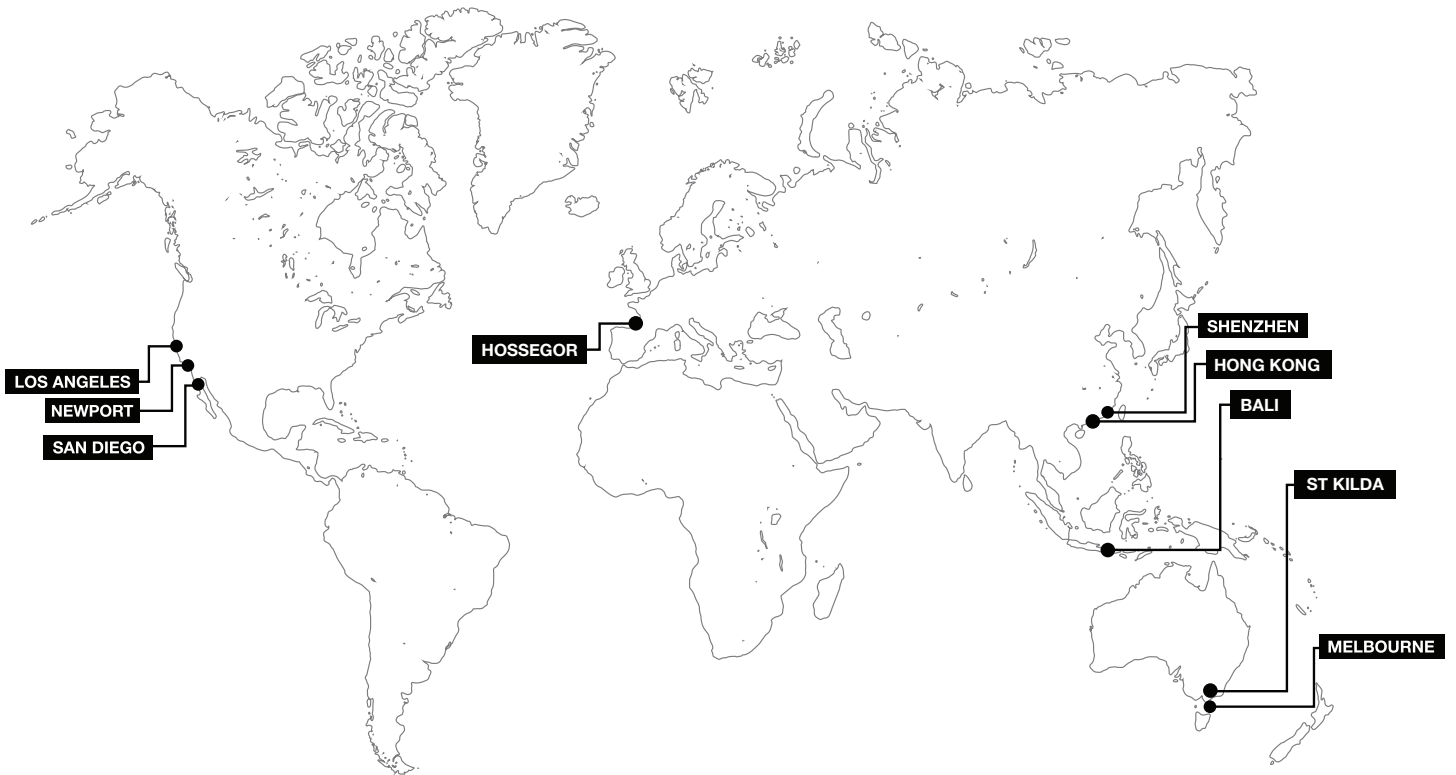 SHENZHEN
HOSSEGOR
HONG KONG
LOS ANGELES
NEWPORT
BALI
SAN DIEGO
ST KILDA
MELBOURNE